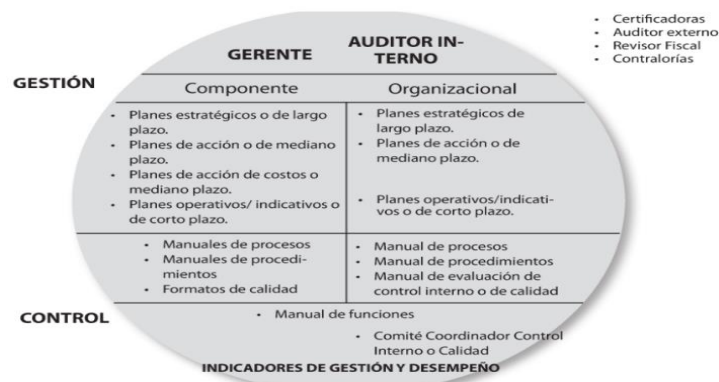 • Certificadoras
• Auditor externo
• Revisor Fiscal
• Contralorías
GERENTE
AUDITOR IN-
TERNO
GESTIÓN
Componente
Organizacional
• Planes estratégicos o de largo
plazo.
• Planes de acción o de mediano
plazo.
• Planes de acción de costos o
mediano plazo.
• Planes operativos/ indicativos o
de corto plazo.
• Planes estratégicos de
largo plazo.
• Planes de acción o de
mediano plazo.
• Planes operativos/indicati-
vos o de corto plazo.
• Manuales de procesos
• Manuales de procedi-
mientos
• Formatos de calidad
• Manual de procesos
• Manual de procedimientos
• Manual de evaluación de
control interno o de calidad
CONTROL
• Manual de funciones
• Comité Coordinador Control
Interno o Calidad
INDICADORES DE GESTIÓN Y DESEMPEÑO